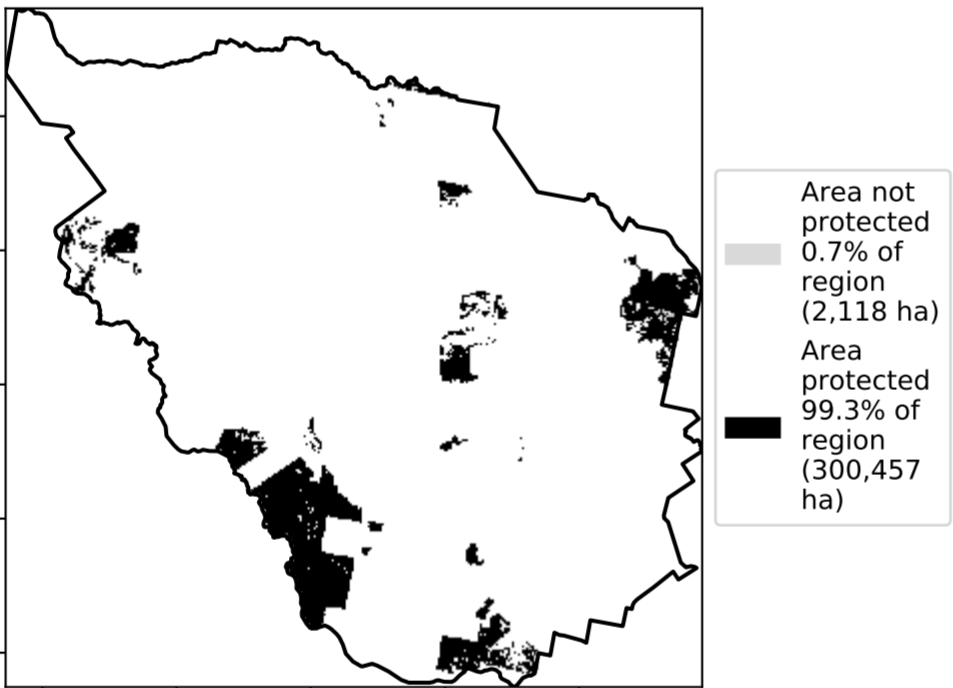 Area not
protected
0.7% of
region
(2,118 ha)
Area
protected
99.3% of
region
(300,457
ha)